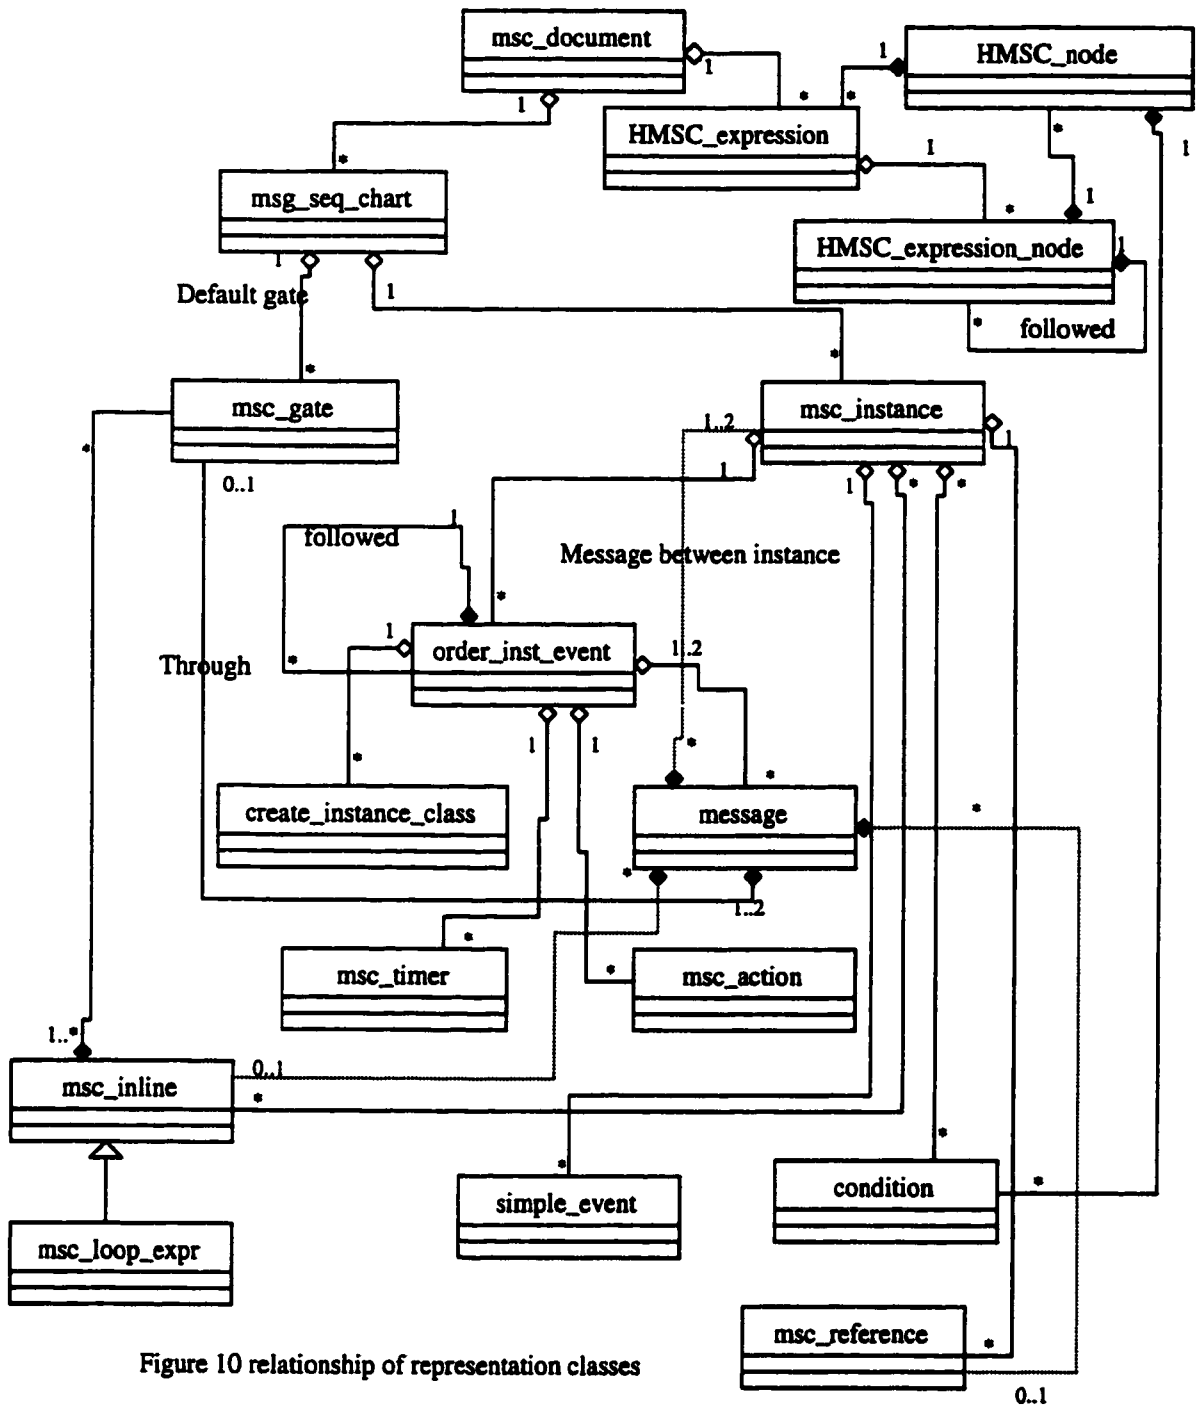 msc_document
HMSC_node
1
1
*
*
1
HMSC_expression
*
1
*
1
1
*
msg_seq_chart
HMSC_expression_node
1
1
Default gate
1
*
followed
*
*
msc_gate
msc_instance
1..2
1
*
1
0..1
1
*
*
1
followed
Message between instance
*
1
order_inst_event
1..2
*
Through
1
1
*
*
*
create_instance_class
message
*
*
1..2
*
msc_timer
*
msc_action
1..*
0..1
msc_inline
*
*
*
condition
*
simple_event
msc_loop_expr
msc_reference
*
Figure 10 relationship of representation classes
0..1